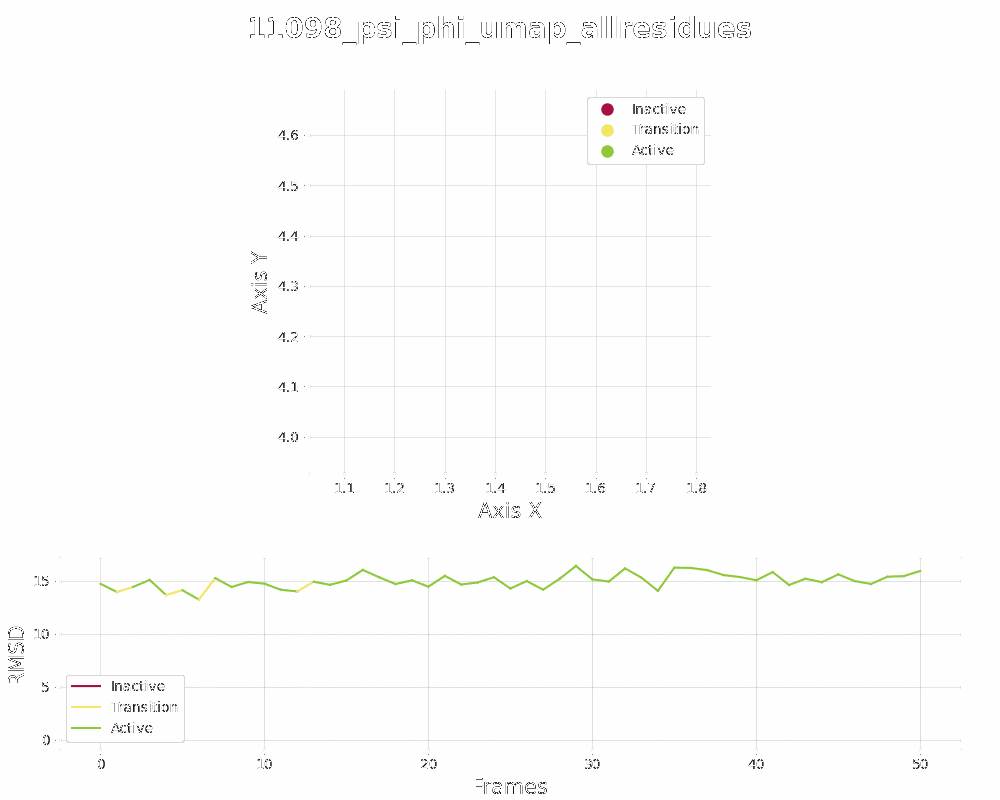 11098_psi_phi_umap_allresidues
Inactive
Transition
Active
4.6
4.5
4.4
4.3
4.2
4.1
4.0
Axis Y
1.1 1.2 1.3 1.4 1.5 1.6 1.7 1.8
Axis X
15
10
5
0
RMSD
Inactive
Transition
Active
0 10 20 30 40 50
Frames